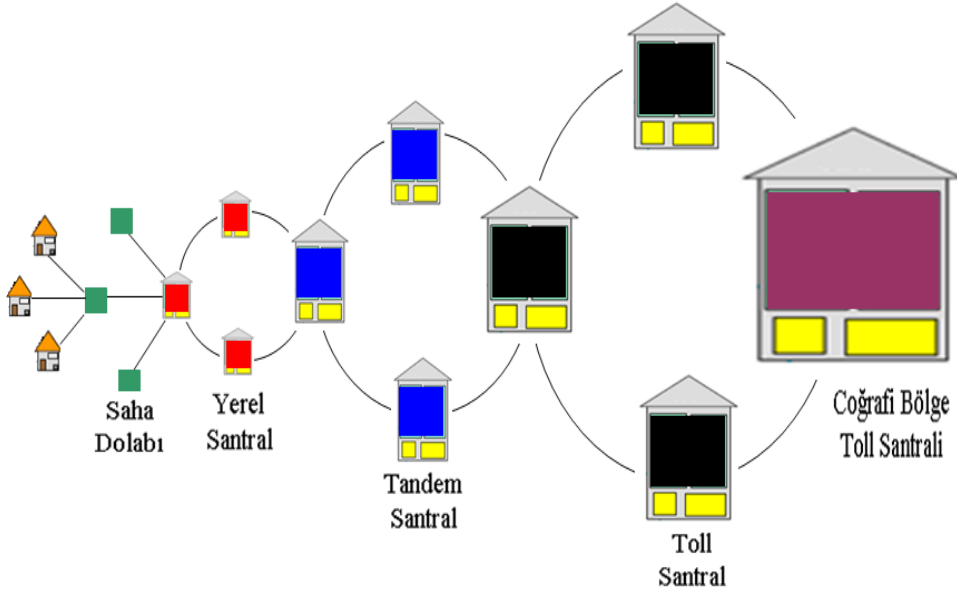 Saha
Dolabı
Yerel
Santral
Tandem
Santral
Toll
Santral
Coğrafi Bölge
Toll Santrali